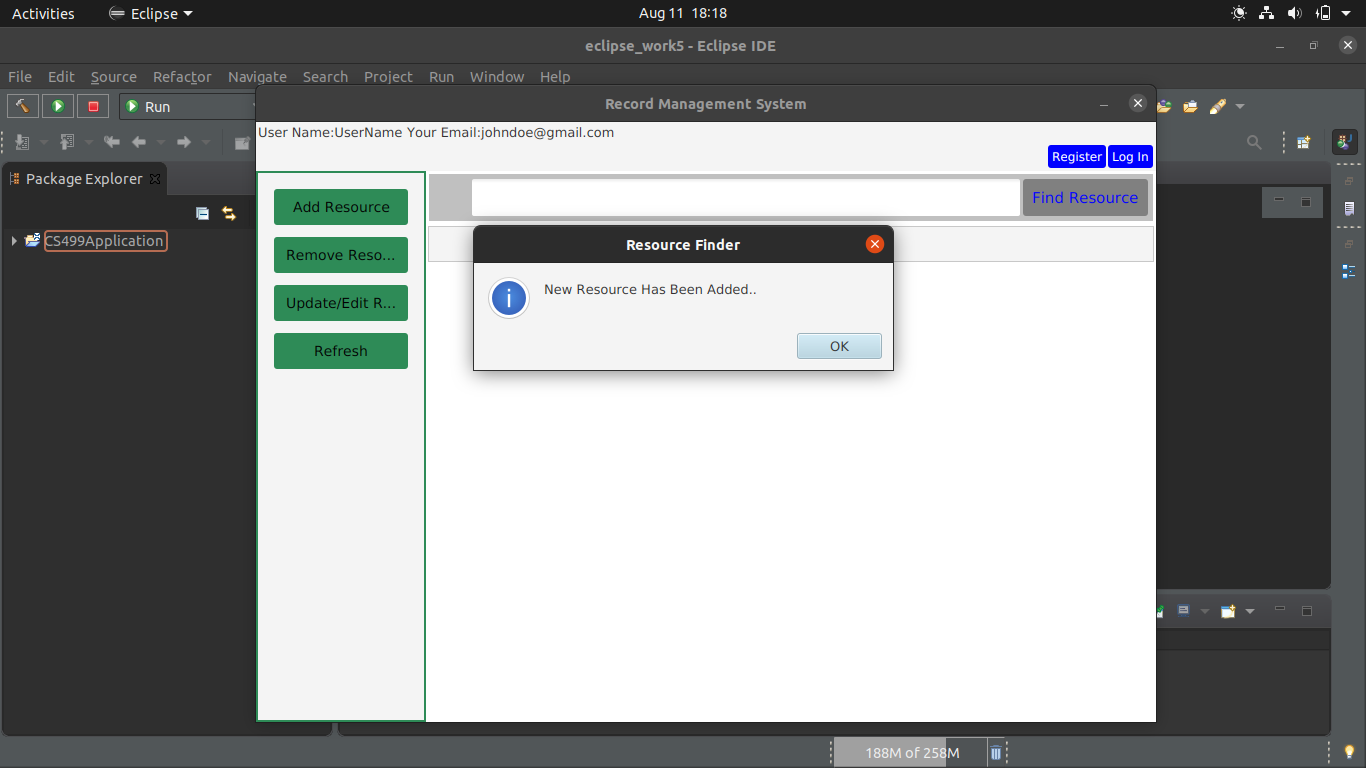 Activities Eclipse Aug 11 18:18
eclipse_work5 - Eclipse IDE
File Edit Source Refactor Navigate Search Project Run Window Help
Run
Record Management System
User Name:UserName Your Email:johndoe@gmail.com
Register Log In
Package Explorer
CS499Application
Add Resource
Remove Reso...
Update/Edit R...
Refresh
Find Resource
Resource Finder
New Resource Has Been Added..
OK
188M of 258M